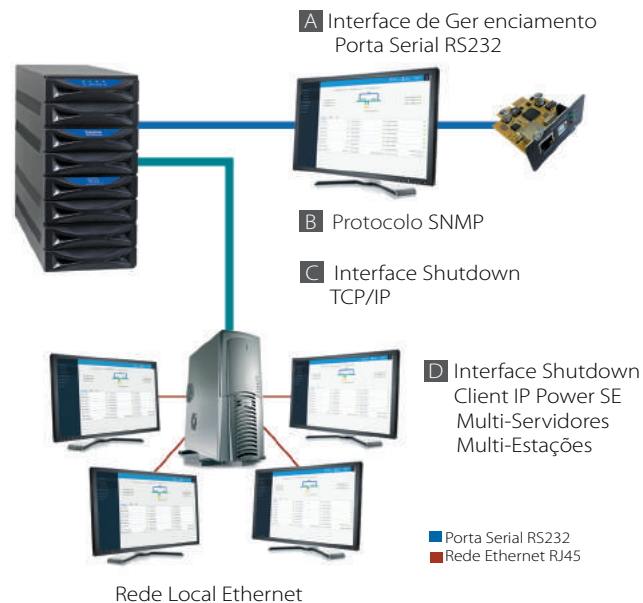 A Interface de Ger enciamento
Porta Serial RS232
B Protocolo SNMP
C Interface Shutdown
TCP/IP
D Interface Shutdown
Client IP Power SE
Multi-Servidores
Multi-Estações
Porta Serial RS232
Rede Ethernet RJ45
Rede Local Ethernet